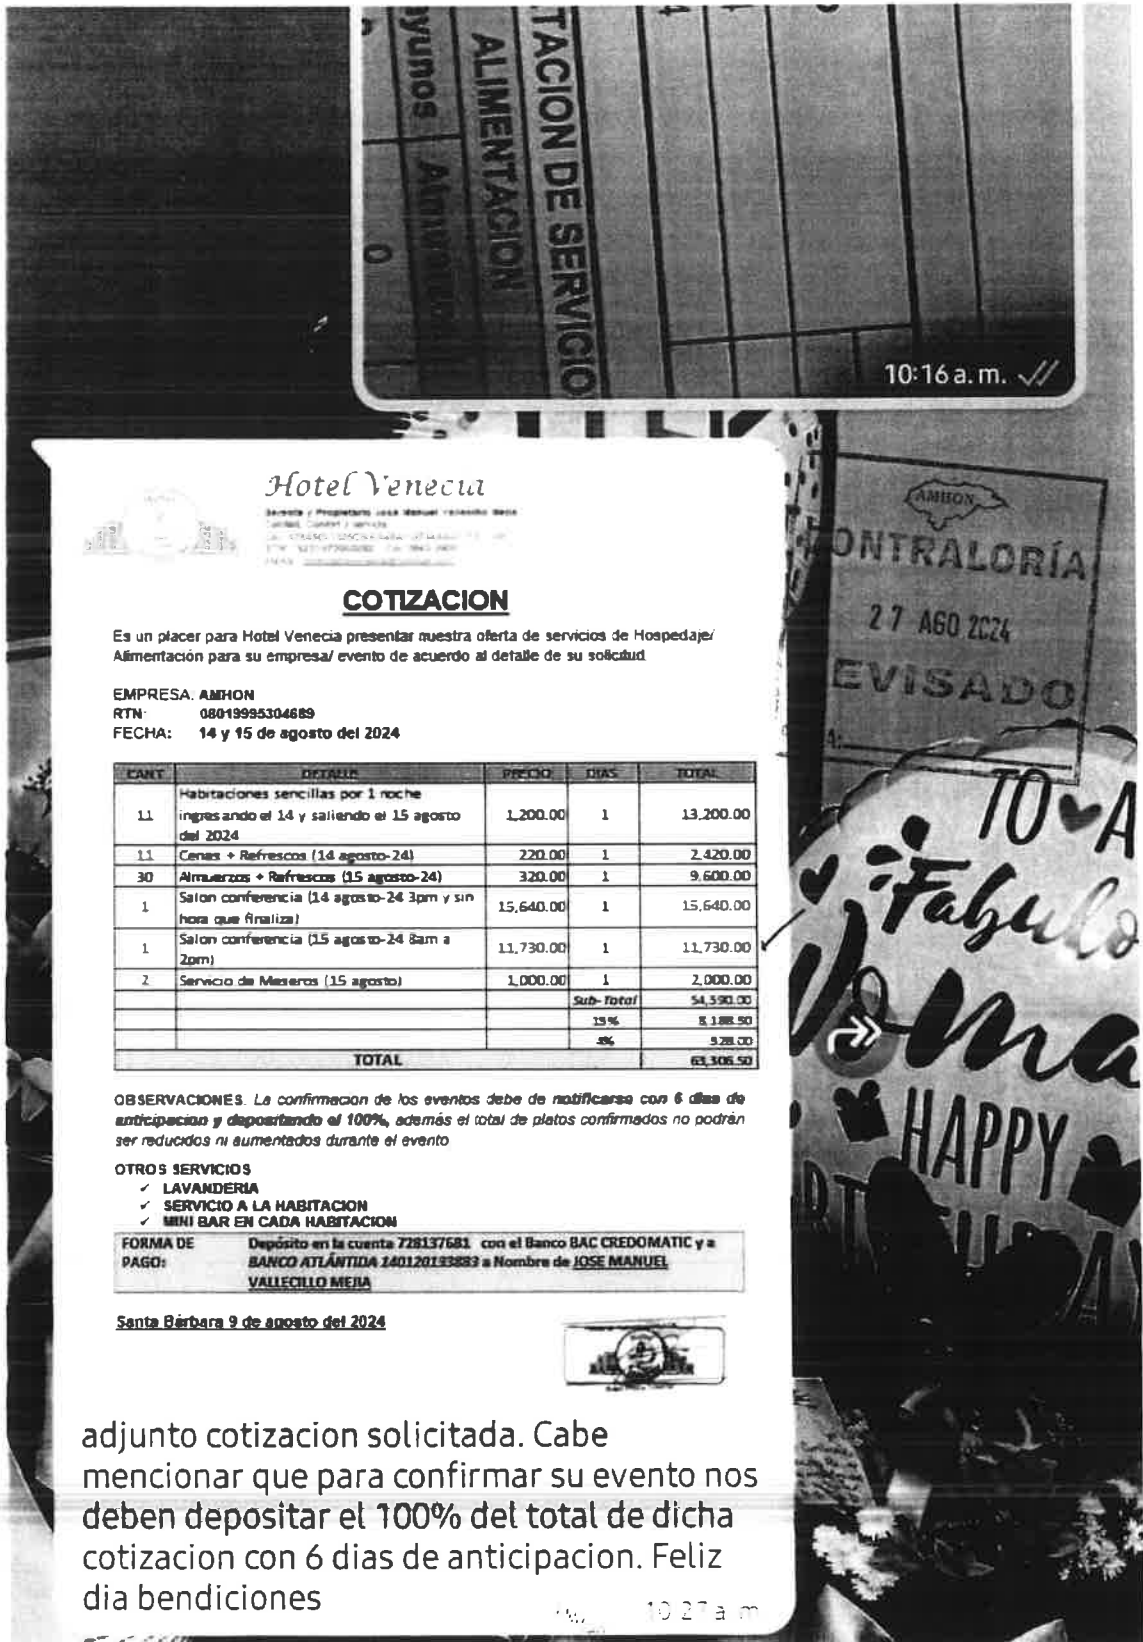 TACION DE SERVICIO
ALIMENTACION
yunos
0
10:16 a. m.
Hotel Venecia
COTIZACION
Es un placer para Hotel Venecia presentar nuestra oferta de servicios de Hospedaje/
Alimentación para su empresa/ evento de acuerdo al detalle de su solicitud
EMPRESA: AMHON
RTN: 08019995304689
FECHA: 14 y 15 de agosto del 2024
CANT DETALLE PRECIO DIAS TOTAL
Habitaciones sencillas por 1 noche
11 ingresando el 14 y saliendo el 15 agosto 1,200.00 1 13,200.00
del 2024
11 Cenas + Refrescos (14 agosto-24) 220.00 1 2,420.00
30 Almuerzos + Refrescos (15 agosto-24) 320.00 1 9,600.00
1 Salon conferencia (14 agosto-24 3pm y sin 15,640.00 1 15,640.00
hora que finaliza)
1 Salon conferencia (15 agosto-24 8am a 11,730.00 1 11,730.00
2pm)
2 Servicio de Meseros (15 agosto) 1,000.00 1 2,000.00
Sub-Total 54,590.00
15% 8,188.50
4% 528.00
TOTAL 63,306.50
OBSERVACIONES. La confirmacion de los eventos debe de notificarse con 6 dias de
anticipacion y depositando el 100%, además el total de platos confirmados no podrán
ser reducidos ni aumentados durante el evento
OTROS SERVICIOS
✓ LAVANDERIA
✓ SERVICIO A LA HABITACION
✓ MINI BAR EN CADA HABITACION
FORMA DE PAGO: Depósito en la cuenta 728137681 con el Banco BAC CREDOMATIC y a
BANCO ATLÁNTIDA 140120193883 a Nombre de JOSE MANUEL
VALLECILLO MEJIA
Santa Bárbara 9 de agosto del 2024
adjunto cotizacion solicitada. Cabe
mencionar que para confirmar su evento nos
deben depositar el 100% del total de dicha
cotizacion con 6 dias de anticipacion. Feliz
dia bendiciones
10:27 a. m.
AMHON
ONTRALORÍA
27 AGO 2024
EVISADO
TO A
Fabulo
Woma
HAPPY